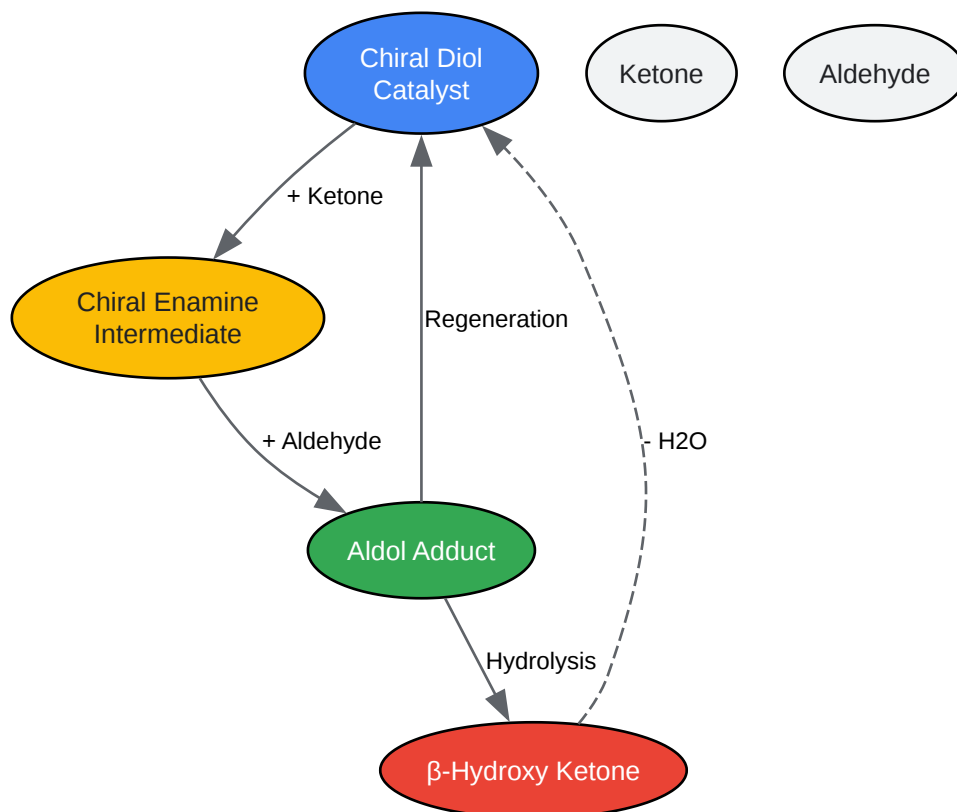 Chiral Diol
Catalyst
Ketone
Aldehyde
+ Ketone
Chiral Enamine
Intermediate
Regeneration
+ Aldehyde
- H2O
Aldol Adduct
Hydrolysis
β-Hydroxy Ketone